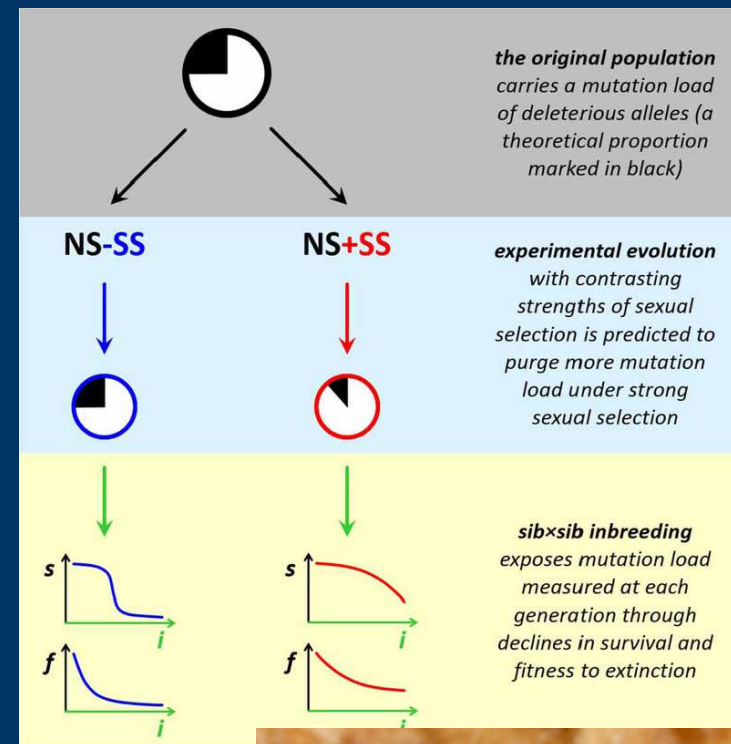 the original population
carries a mutation load
of deleterious alleles (a
theoretical proportion
marked in black)
NS-SS
NS+SS
experimental evolution
with contrasting
strengths of sexual
selection is predicted to
purge more mutation
load under strong
sexual selection
sib×sib inbreeding
exposes mutation load
measured at each
generation through
declines in survival and
fitness to extinction
s
i
s
i
f
i
f
i